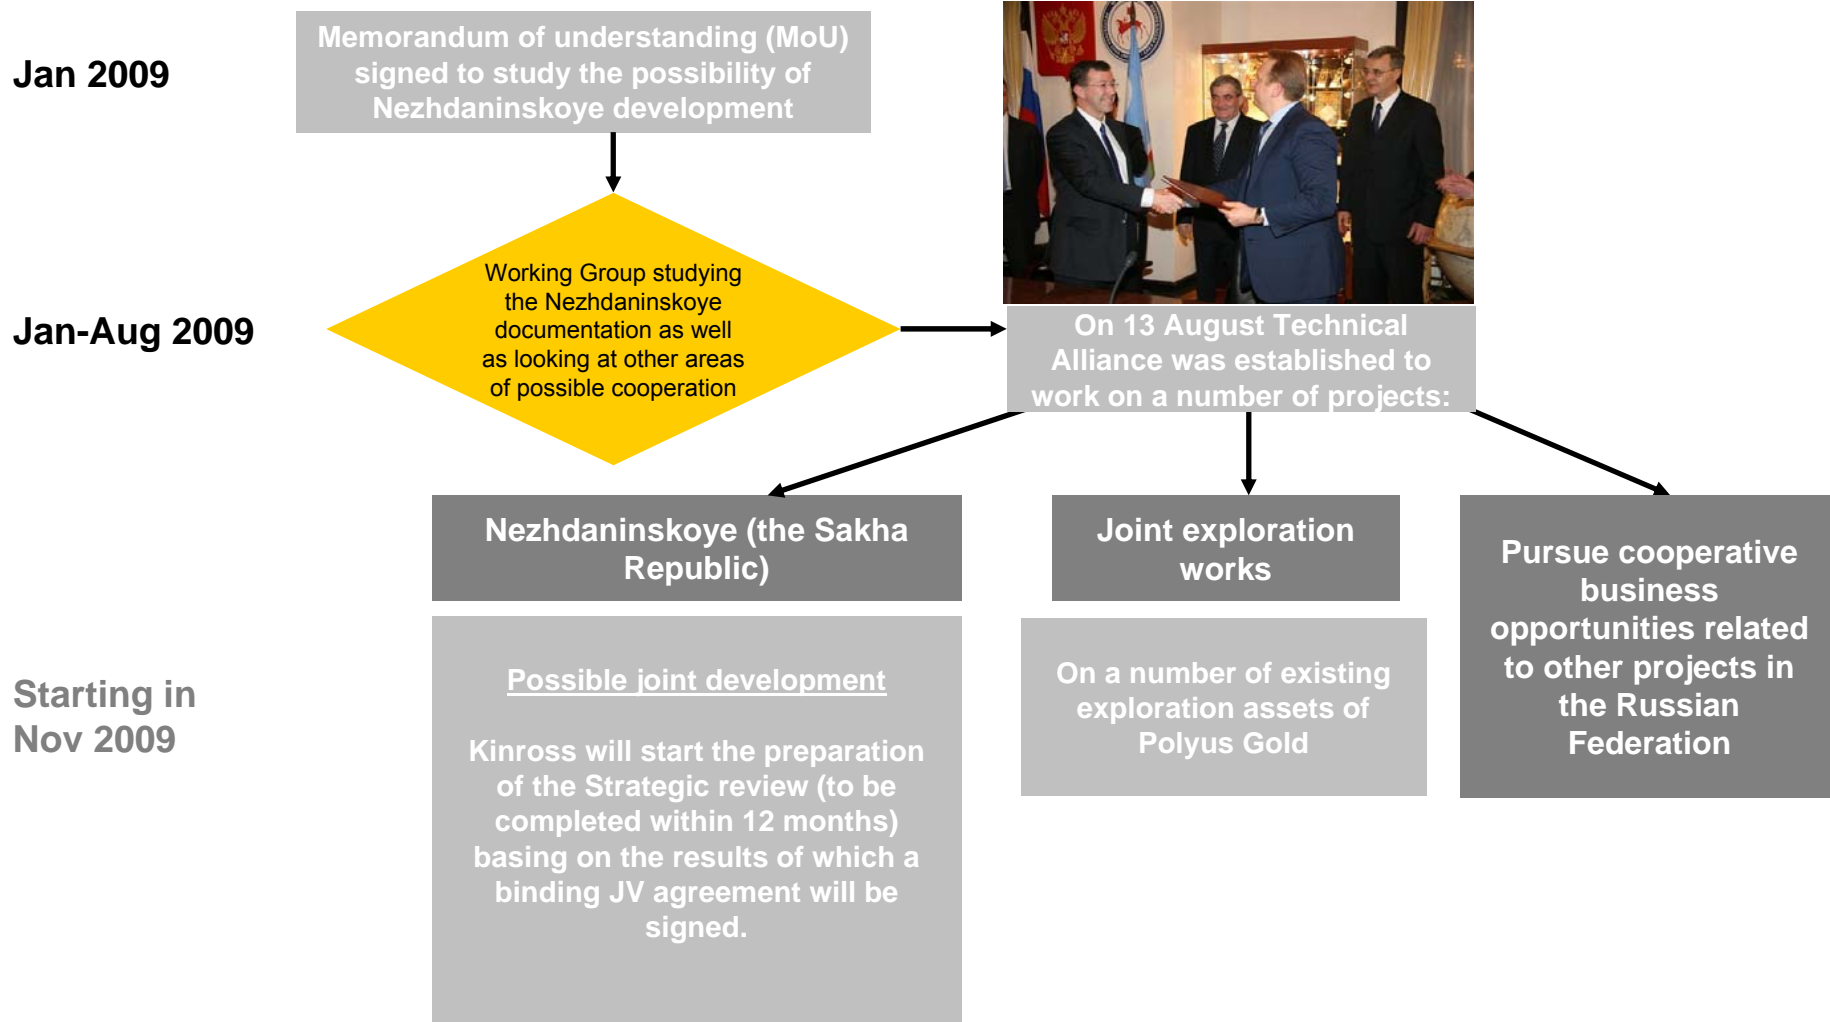 Jan 2009
Memorandum of understanding (MoU)
signed to study the possibility of
Nezhdaninskoye development
Jan-Aug 2009
Working Group studying
the Nezhdaninskoye
documentation as well
as looking at other areas
of possible cooperation
On 13 August Technical
Alliance was established to
work on a number of projects:
Starting in
Nov 2009
Nezhdaninskoye (the Sakha
Republic)
Possible joint development
Kinross will start the preparation
of the Strategic review (to be
completed within 12 months)
basing on the results of which a
binding JV agreement will be
signed.
Joint exploration
works
On a number of existing
exploration assets of
Polyus Gold
Pursue cooperative
business
opportunities related
to other projects in
the Russian
Federation